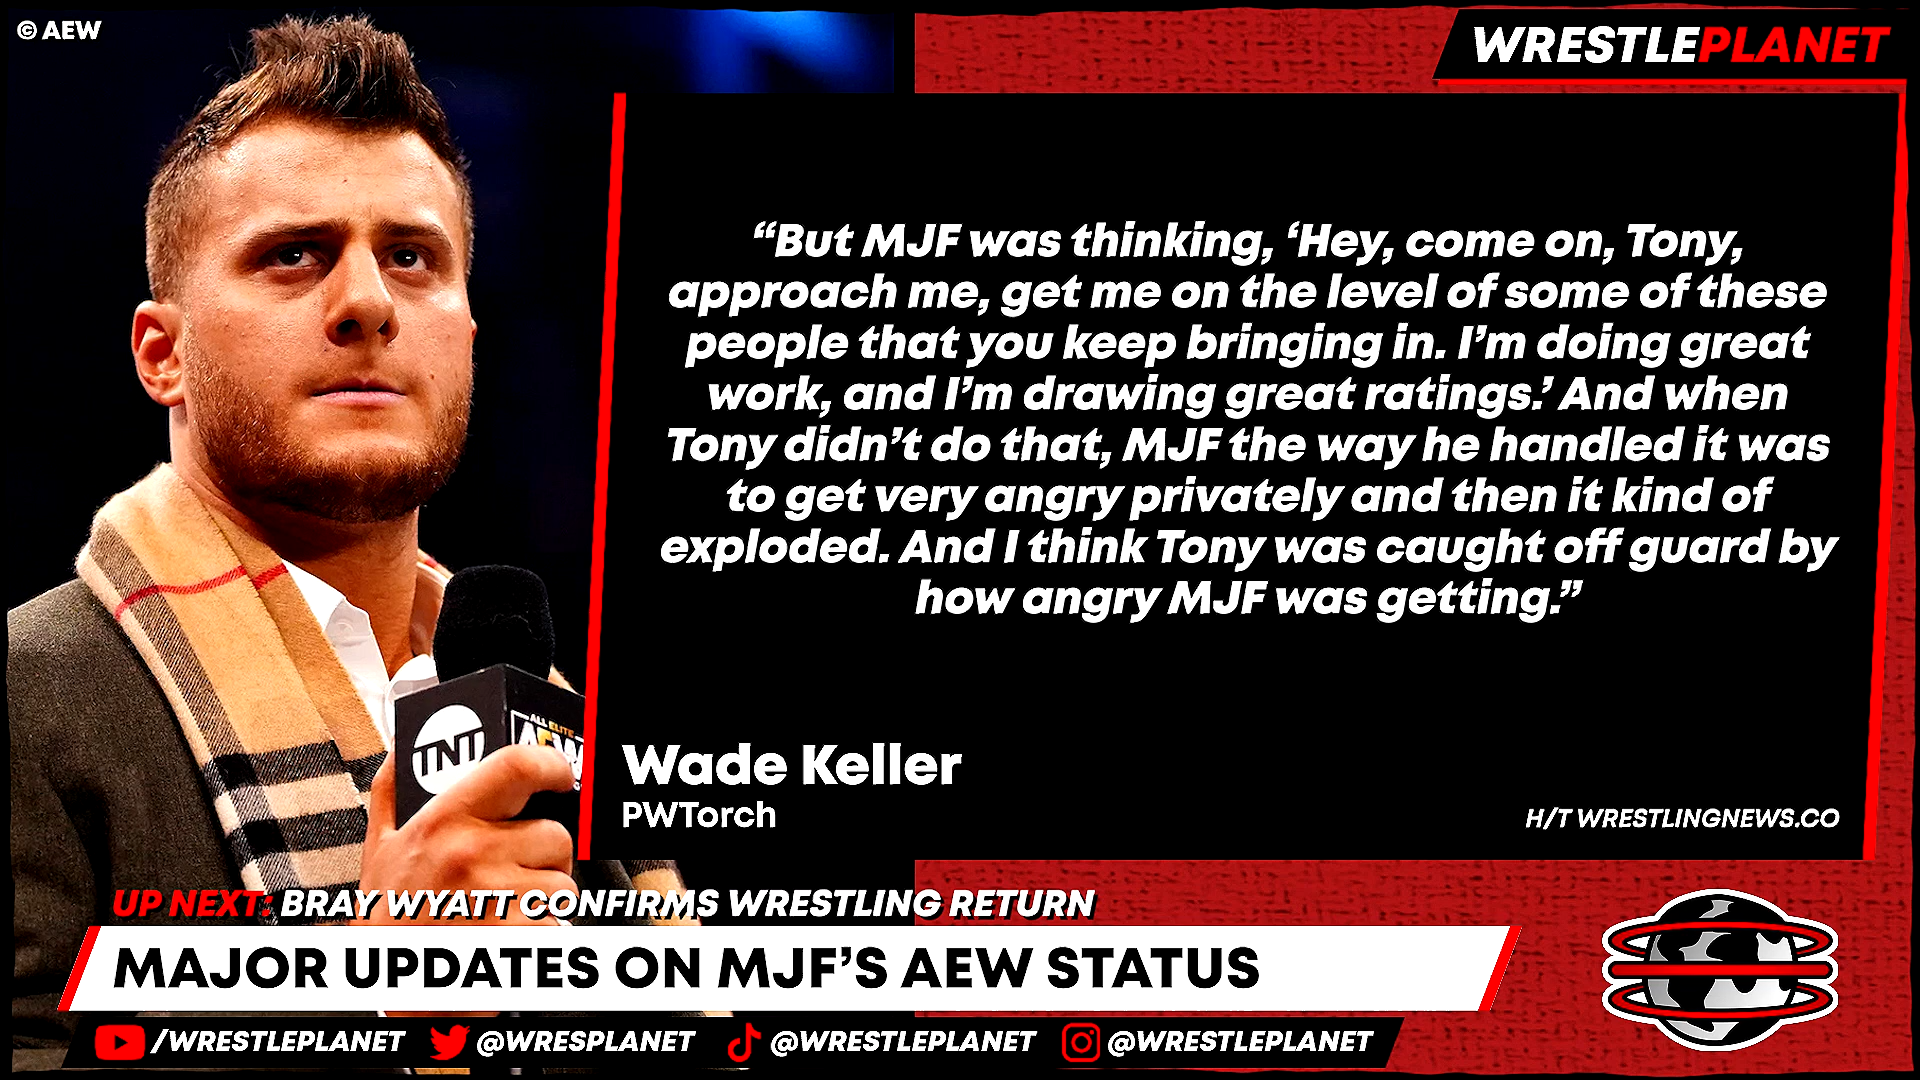 © AEW
WRESTLEPLANET
“But MJF was thinking, ‘Hey, come on, Tony,
approach me, get me on the level of some of these
people that you keep bringing in. I’m doing great
work, and I’m drawing great ratings.’ And when
Tony didn’t do that, MJF the way he handled it was
to get very angry privately and then it kind of
exploded. And I think Tony was caught off guard by
how angry MJF was getting.”
TNT
ALL ELITE
AEW
Wade Keller
PWTorch
H/T WRESTLINGNEWS.CO
UP NEXT: BRAY WYATT CONFIRMS WRESTLING RETURN
MAJOR UPDATES ON MJF’S AEW STATUS
/WRESTLEPLANET @WRESPLANET @WRESTLEPLANET @WRESTLEPLANET